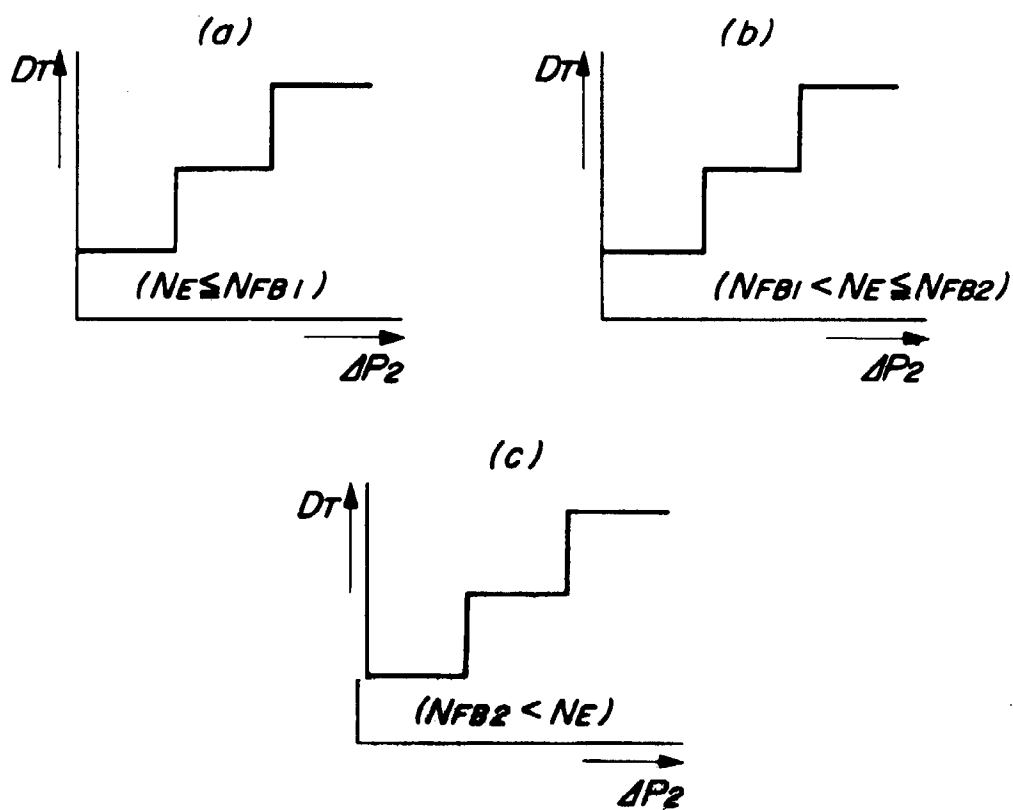 (a)
DT
(NE≦NFB1)
ΔP2
(b)
DT
(NFB1<NE≦NFB2)
ΔP2
(c)
DT
(NFB2<NE)
ΔP2